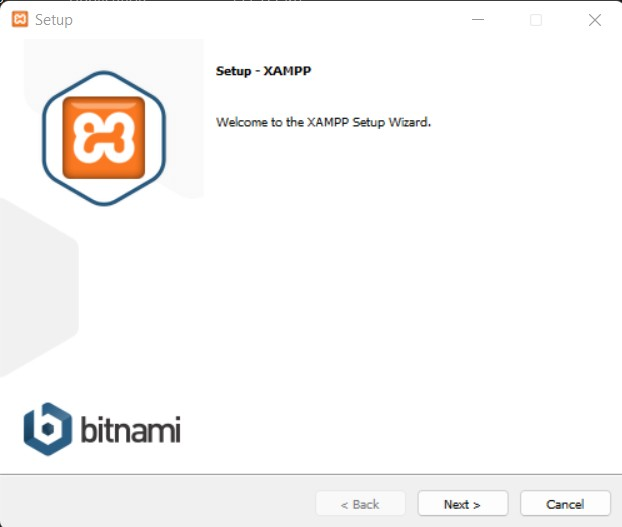 Setup
Setup - XAMPP
Welcome to the XAMPP Setup Wizard.
bitnami
< Back
Next >
Cancel